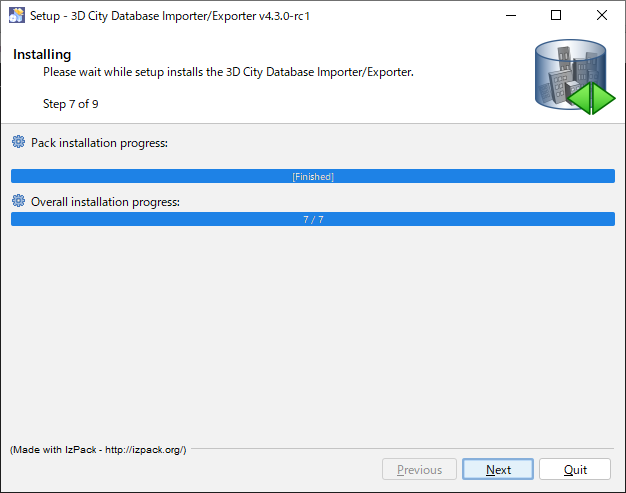 Setup - 3D City Database Importer/Exporter v4.3.0-rc1
Installing
Please wait while setup installs the 3D City Database Importer/Exporter.
Step 7 of 9
Pack installation progress:
[Finished]
Overall installation progress:
7 / 7
(Made with IzPack - http://izpack.org/)
Previous Next Quit